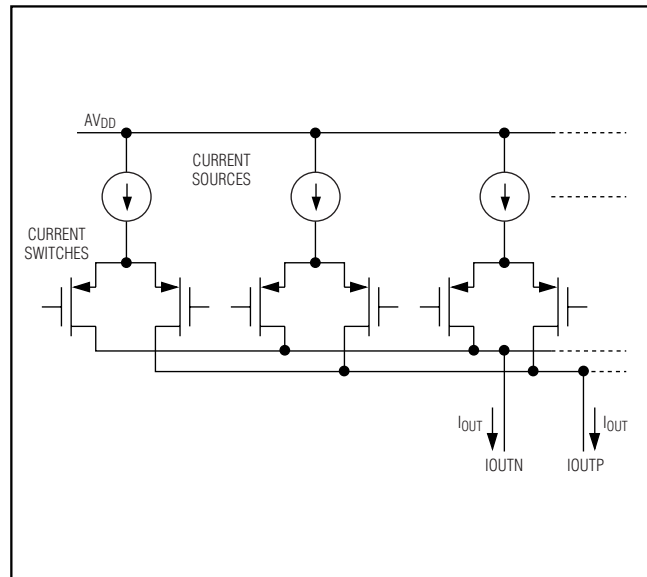 AVDD
CURRENT
SOURCES
CURRENT
SWITCHES
IOUT
IOUT
IOUTN
IOUTP